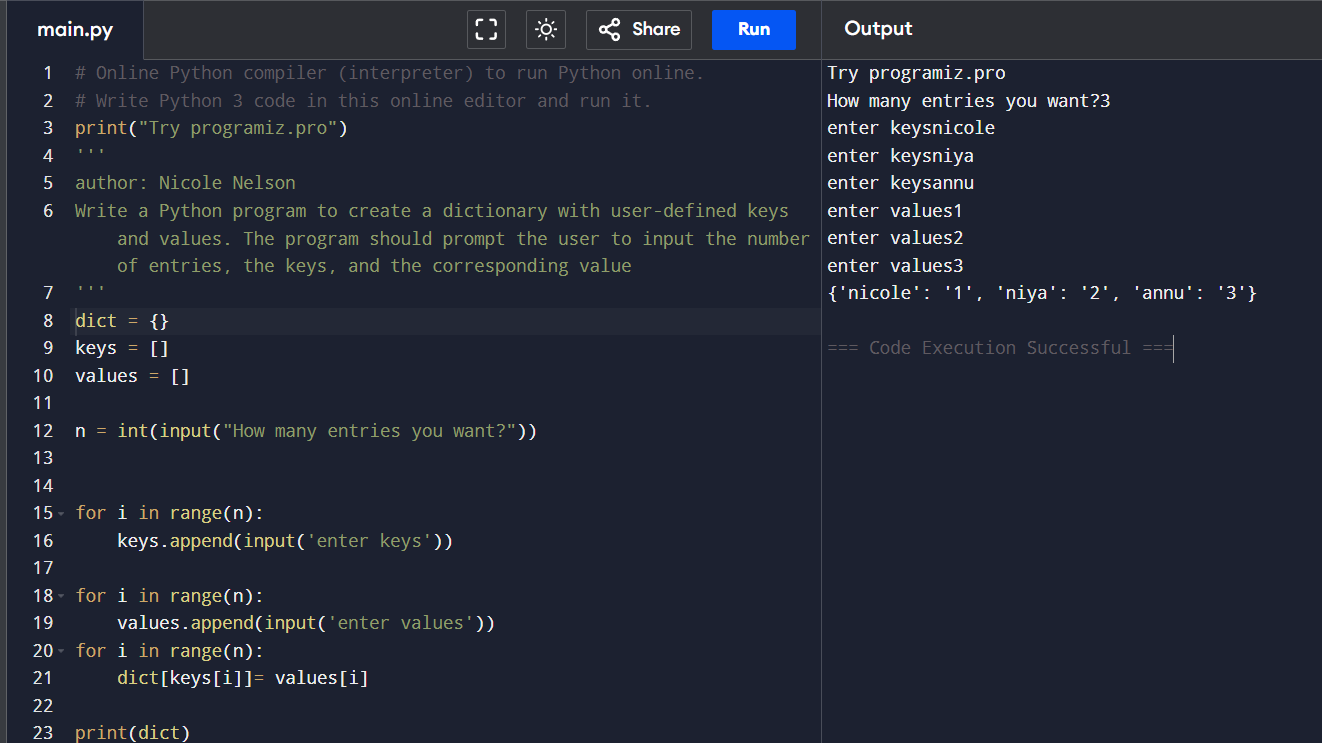 main.py
Share
Run
Output
1 # Online Python compiler (interpreter) to run Python online.
2 # Write Python 3 code in this online editor and run it.
3 print("Try programiz.pro")
4 '''
5 author: Nicole Nelson
6 Write a Python program to create a dictionary with user-defined keys
and values. The program should prompt the user to input the number
of entries, the keys, and the corresponding value
7 '''
8 dict = {}
9 keys = []
10 values = []
11
12 n = int(input("How many entries you want?"))
13
14
15 for i in range(n):
16     keys.append(input('enter keys'))
17
18 for i in range(n):
19     values.append(input('enter values'))
20 for i in range(n):
21     dict[keys[i]]= values[i]
22
23 print(dict)
Try programiz.pro
How many entries you want?3
enter keysnicole
enter keysniya
enter keysannu
enter values1
enter values2
enter values3
{'nicole': '1', 'niya': '2', 'annu': '3'}
=== Code Execution Successful ===